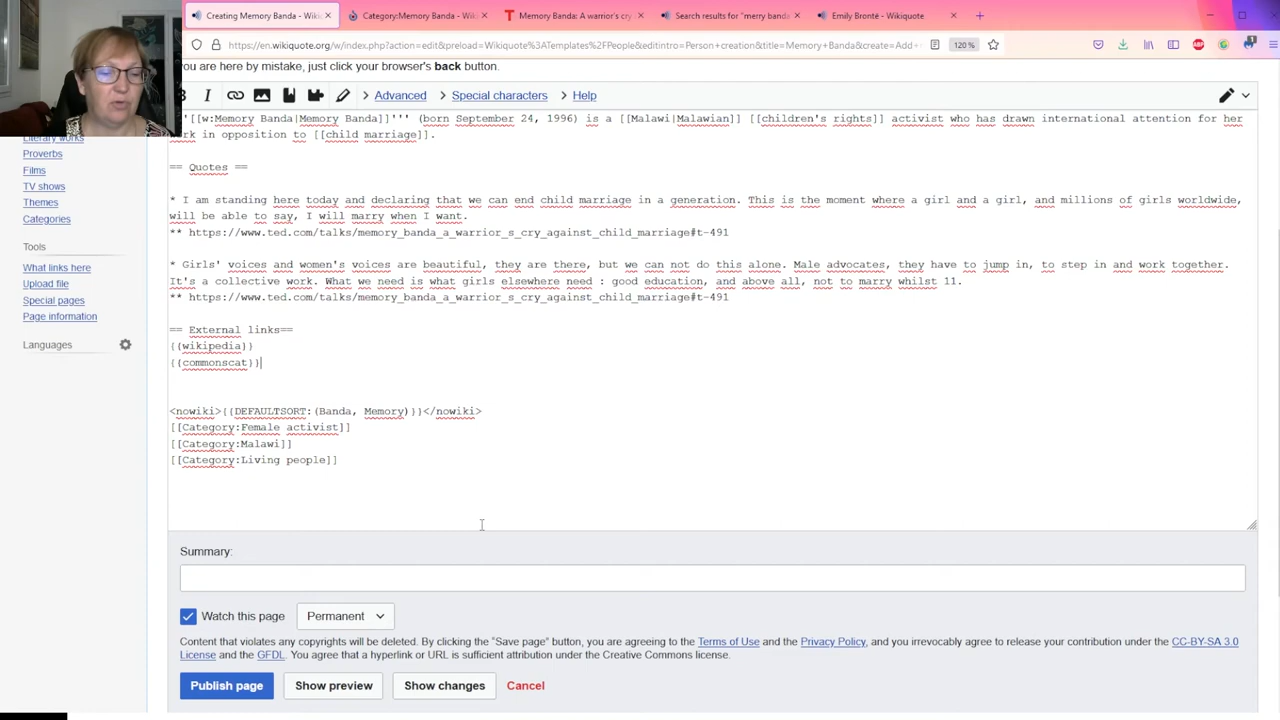 Creating Memory Banda - Wiki
Category:Memory Banda - Wiki
Memory Banda: A warrior's cry
Search results for "merry banda
Emily Brontë - Wikiquote
https://en.wikiquote.org/w/index.php?action=edit&preload=Wikiquote%3ATemplates%2FPeople&editintro=Person+creation&title=Memory+Banda&create=Add
120 %
you are here by mistake, just click your browser's back button.
Advanced
Special characters
Help
'[[w:Memory Banda|Memory Banda]]''' (born September 24, 1996) is a [[Malawi|Malawian]] [[children's rights]] activist who has drawn international attention for her
rk in opposition to [[child marriage]].
== Quotes ==
* I am standing here today and declaring that we can end child marriage in a generation. This is the moment where a girl and a girl, and millions of girls worldwide,
will be able to say, I will marry when I want.
** https://www.ted.com/talks/memory_banda_a_warrior_s_cry_against_child_marriage#t-491
* Girls' voices and women's voices are beautiful, they are there, but we can not do this alone. Male advocates, they have to jump in, to step in and work together.
It's a collective work. What we need is what girls elsewhere need : good education, and above all, not to marry whilst 11.
** https://www.ted.com/talks/memory_banda_a_warrior_s_cry_against_child_marriage#t-491
== External links==
{{wikipedia}}
{{commonscat}}
<nowiki>{{DEFAULTSORT:(Banda, Memory)}}</nowiki>
[[Category:Female activist]]
[[Category:Malawi]]
[[Category:Living people]]
Literary works
Proverbs
Films
TV shows
Themes
Categories
Tools
What links here
Upload file
Special pages
Page information
Languages
Summary:
Watch this page
Permanent
Content that violates any copyrights will be deleted. By clicking the "Save page" button, you are agreeing to the Terms of Use and the Privacy Policy, and you irrevocably agree to release your contribution under the CC-BY-SA 3.0
License and the GFDL. You agree that a hyperlink or URL is sufficient attribution under the Creative Commons license.
Publish page
Show preview
Show changes
Cancel